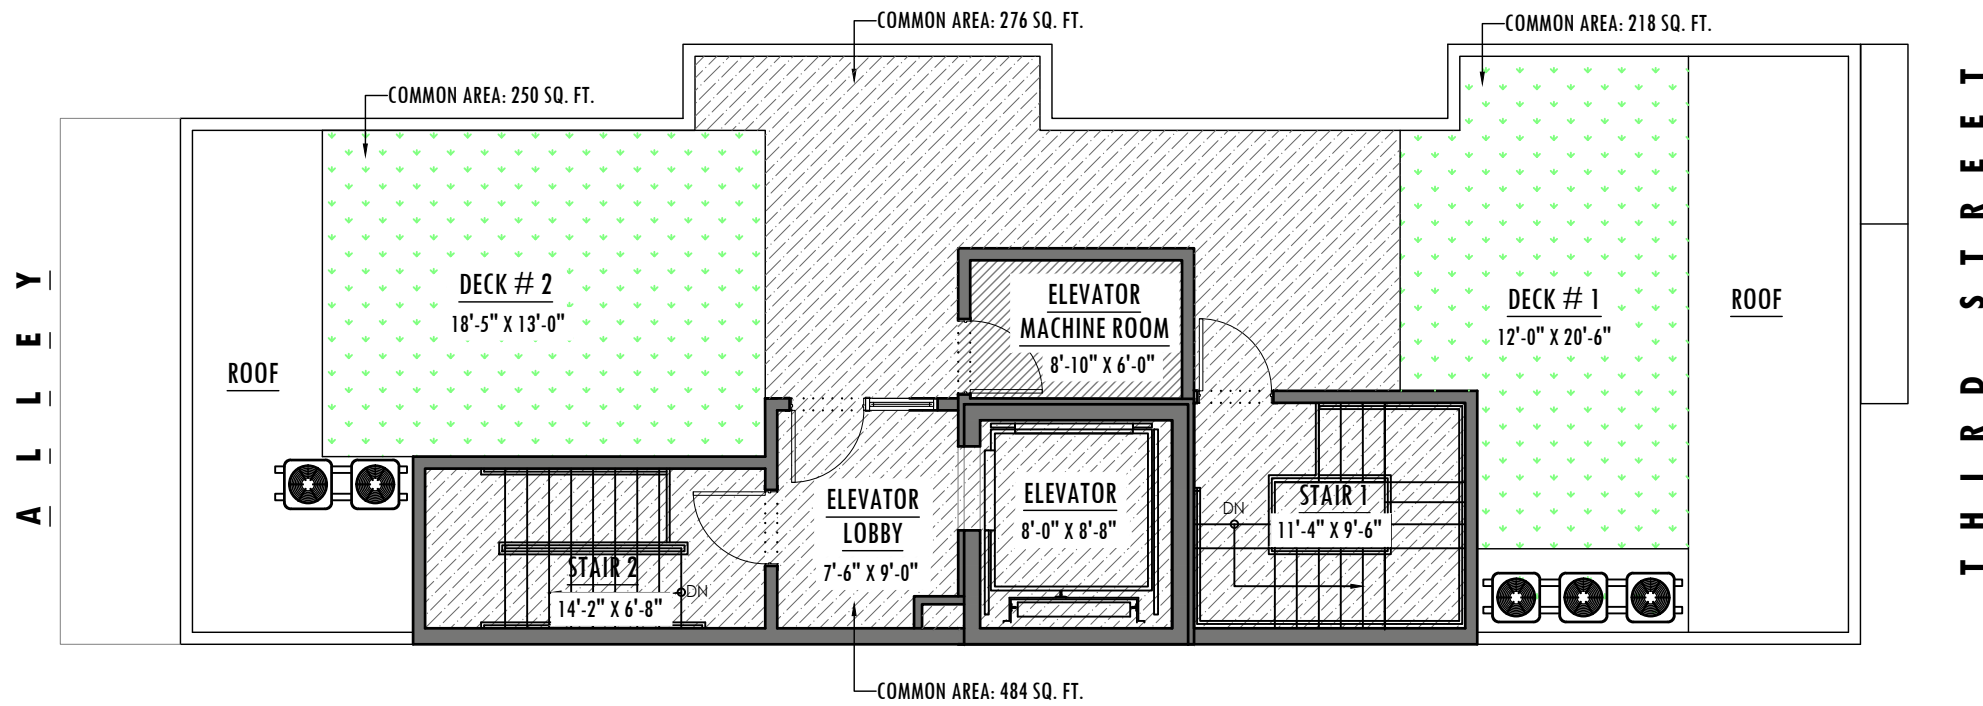 COMMON AREA: 276 SQ. FT.
COMMON AREA: 218 SQ. FT.
COMMON AREA: 250 SQ. FT.
ALLEY
THIRD STREET
DECK # 2
18'-5" X 13'-0"
ELEVATOR
MACHINE ROOM
8'-10" X 6'-0"
DECK # 1
12'-0" X 20'-6"
ROOF
ROOF
ELEVATOR
LOBBY
7'-6" X 9'-0"
ELEVATOR
8'-0" X 8'-8"
STAIR 1
11'-4" X 9'-6"
DN
STAIR 2
14'-2" X 6'-8"
DN
COMMON AREA: 484 SQ. FT.